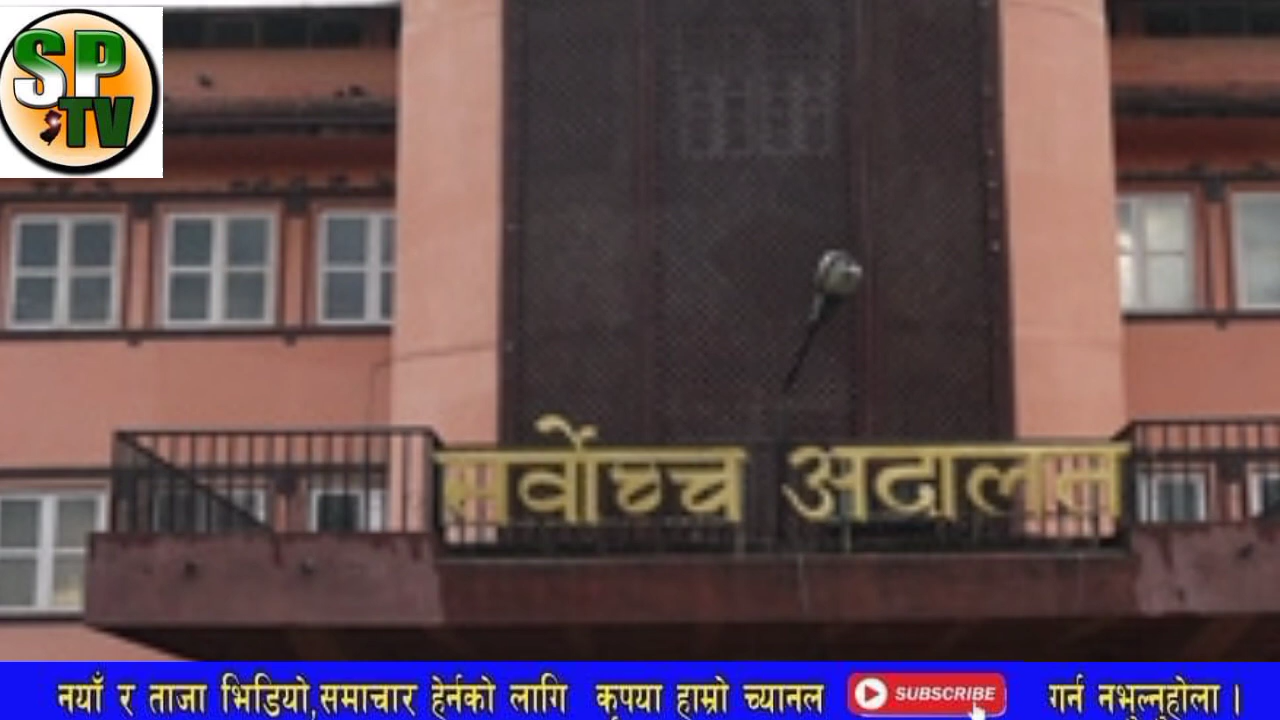 SP
TV
सर्वोच्च अदालत
नयाँ र ताजा भिडियो,समाचार हेर्नको लागि कृपया हाम्रो च्यानल SUBSCRIBE गर्न नभुल्नुहोला ।